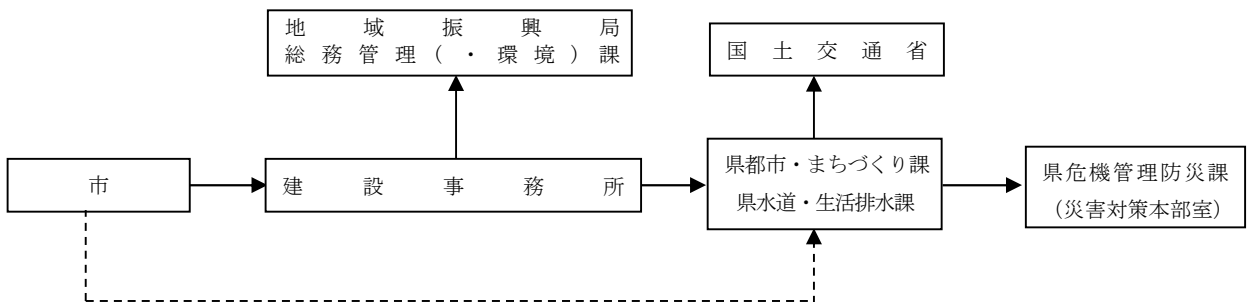 地域振興局
総務管理(・環境)課
国土交通省
市
建設事務所
県都市・まちづくり課
県水道・生活排水課
県危機管理防災課
（災害対策本部室）